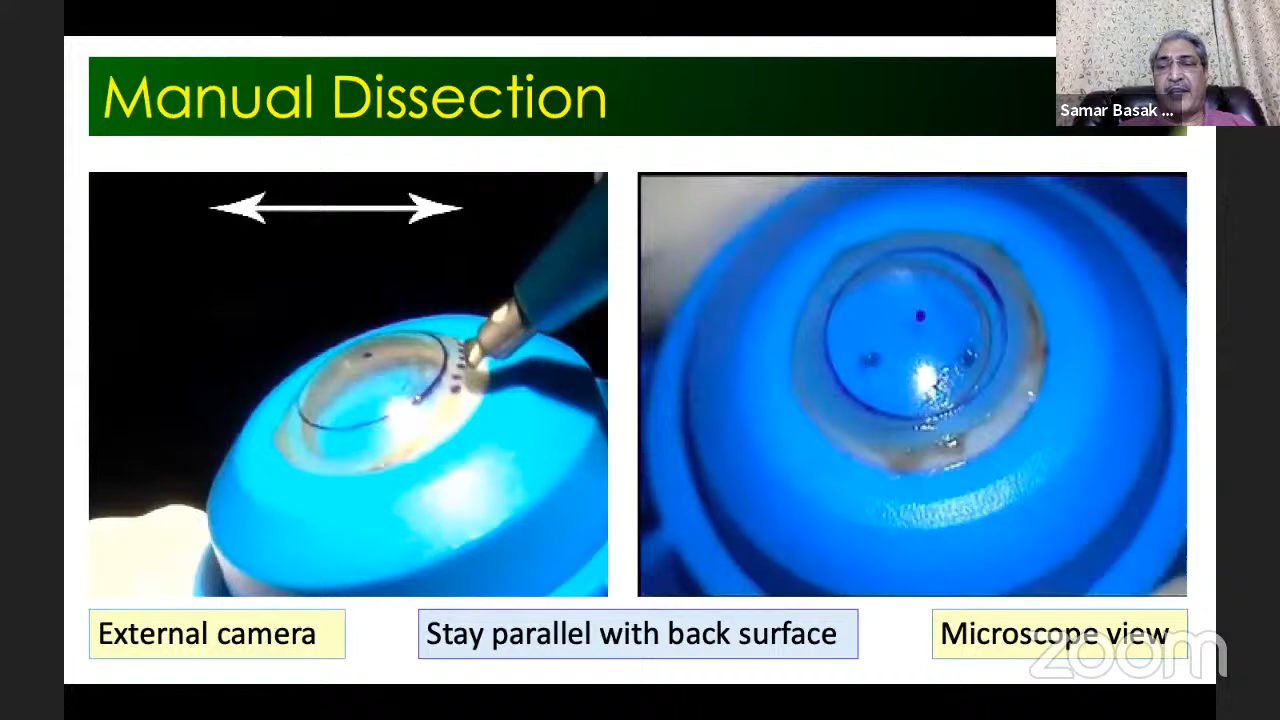 Manual Dissection
Samar Basak ...
External camera
Stay parallel with back surface
Microscope view
zoom